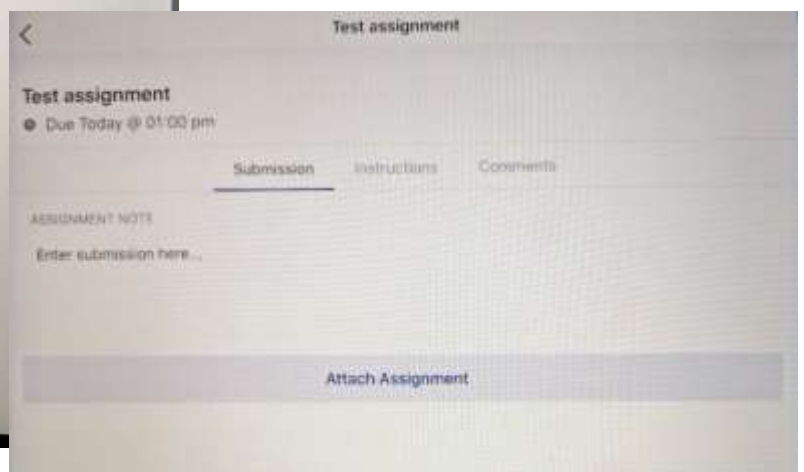 Test assignment
Test assignment
Due Today @ 01:00 pm
Submission Instructions Comments
ASSIGNMENT NOTE
Enter submission here...
Attach Assignment